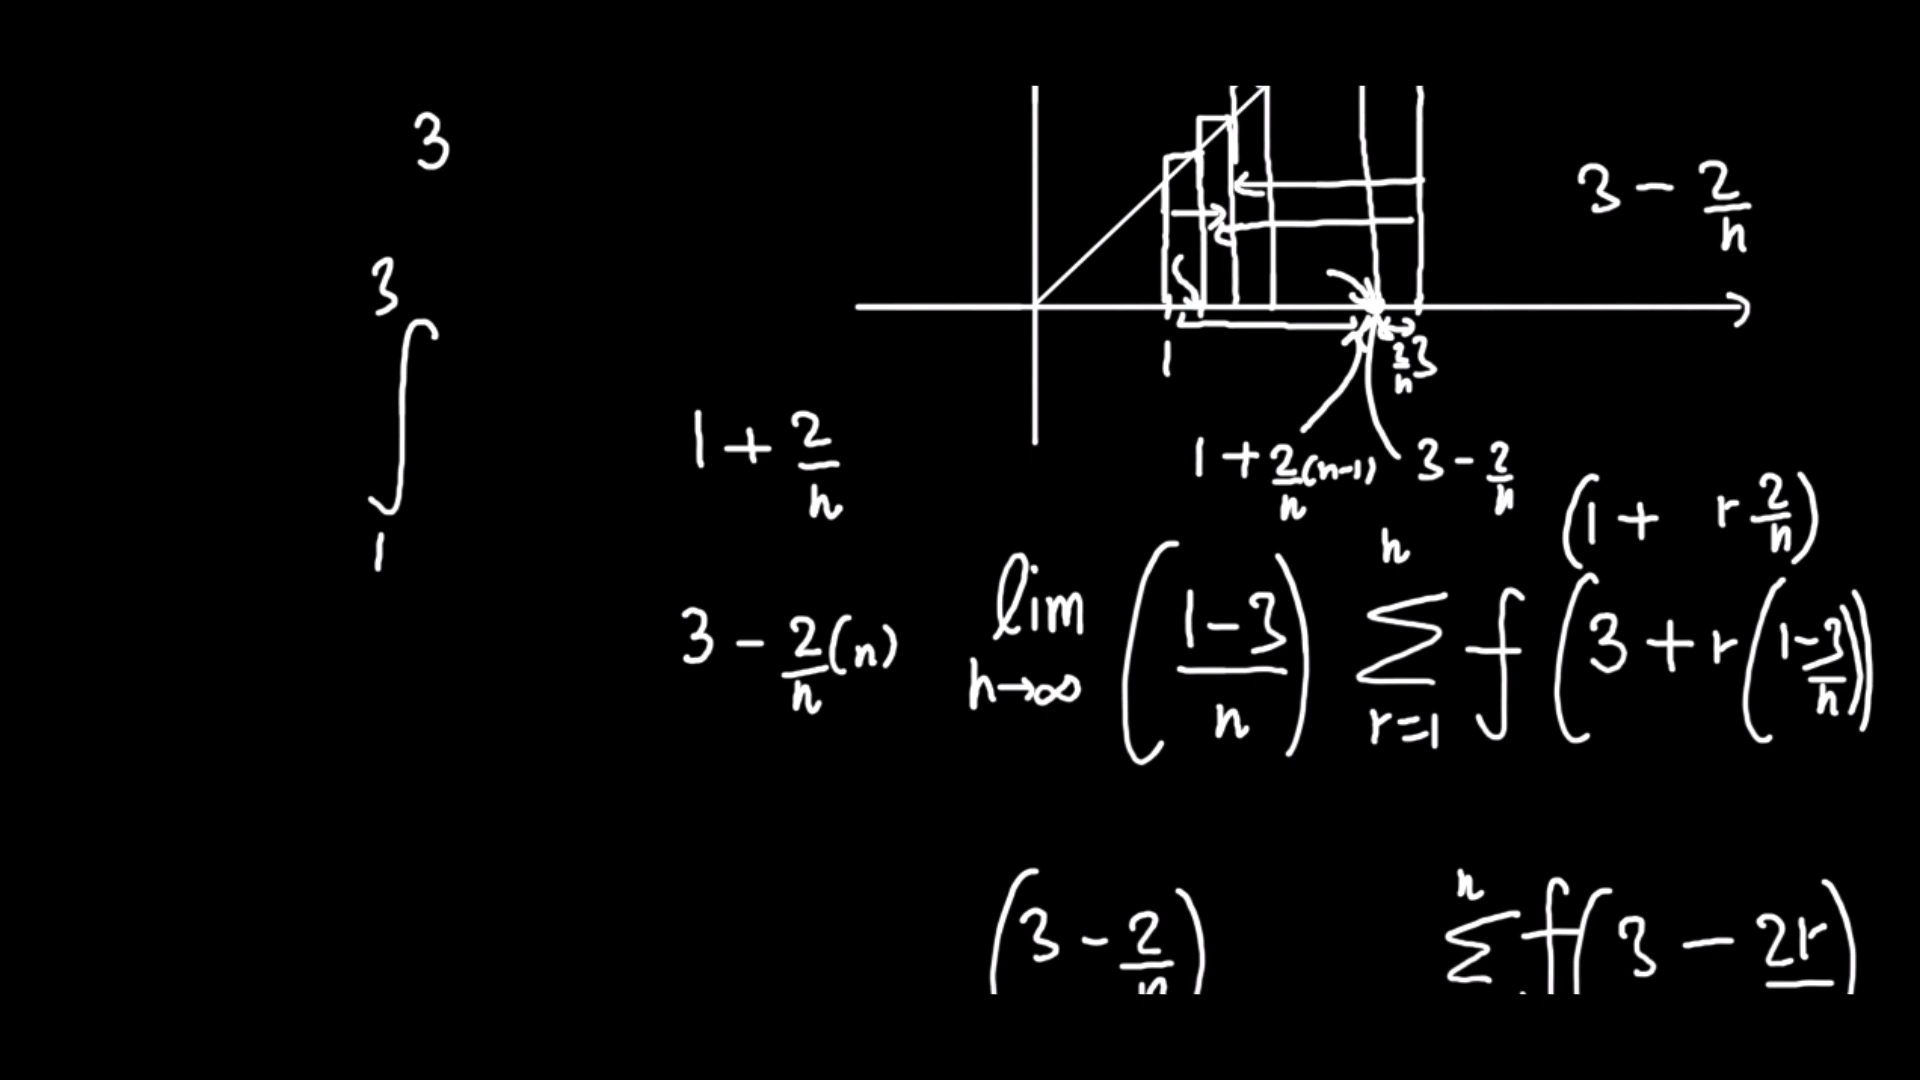 3
3 - 2/n
3
∫
1
1
2/n 3
1 + 2/n
1 + 2/n (n-1) 3 - 2/n
(1 + r 2/n)
3 - 2/n (n)
lim n→∞ ((1-3)/n) n Σ r=1 f(3 + r((1-3)/n))
(3 - 2/n) n Σ f(3 - 2r)